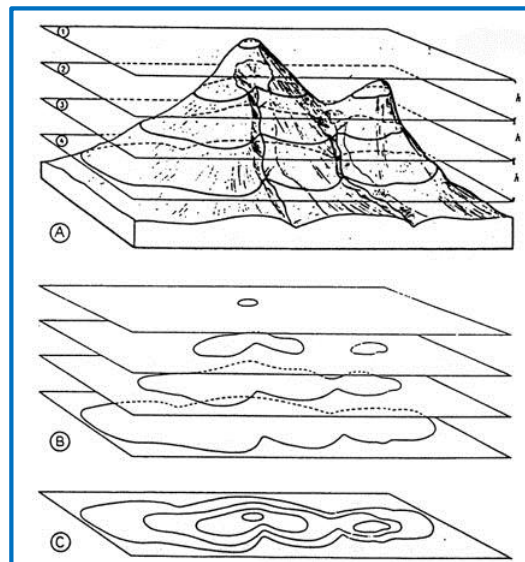 ①
②
h
③
h
④
h
Ⓐ
Ⓑ
Ⓒ